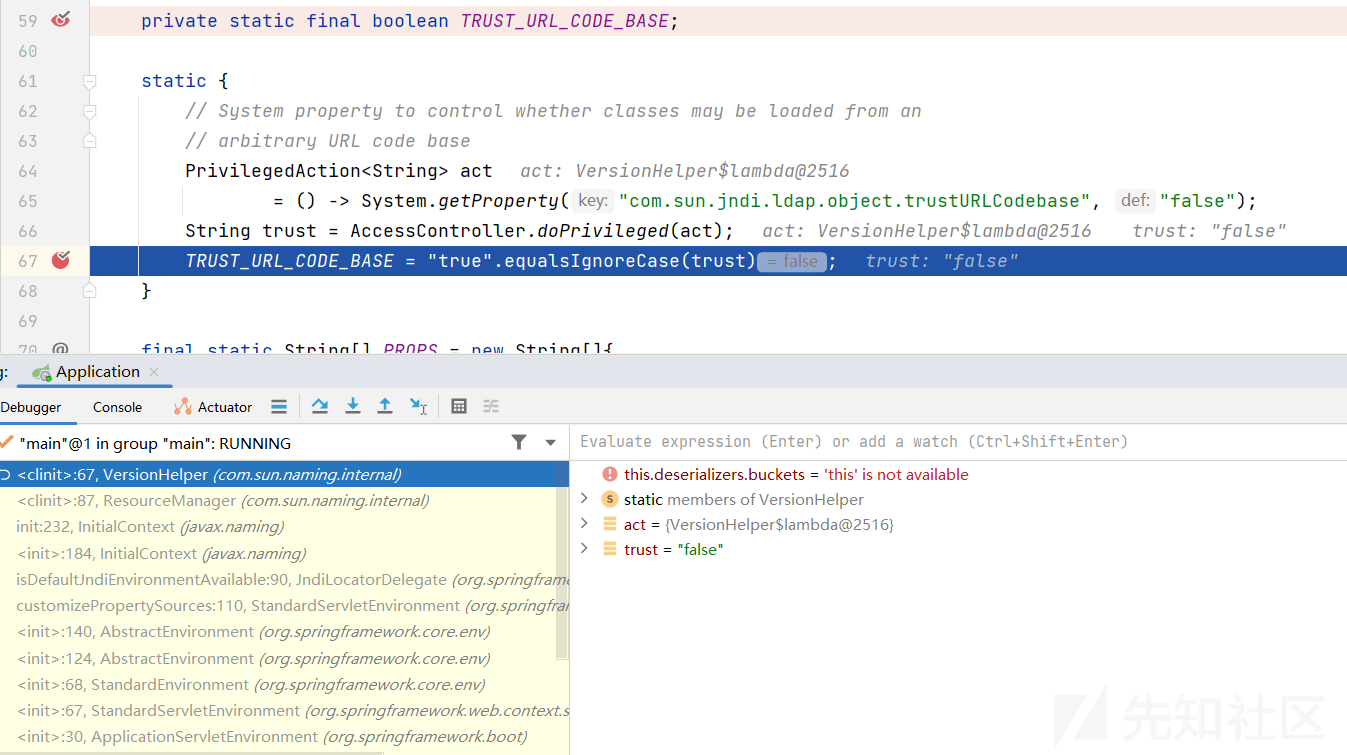 59 private static final boolean TRUST_URL_CODE_BASE;
60
61 static {
62 // System property to control whether classes may be loaded from an
63 // arbitrary URL code base
64 PrivilegedAction<String> act act: VersionHelper$lambda@2516
65 = () -> System.getProperty( key: "com.sun.jndi.ldap.object.trustURLCodebase", def: "false");
66 String trust = AccessController.doPrivileged(act); act: VersionHelper$lambda@2516 trust: "false"
67 TRUST_URL_CODE_BASE = "true".equalsIgnoreCase(trust) = false ; trust: "false"
68 }
69
70 @ final static String[] PROPS = new String[]{
g: Application
Debugger Console Actuator
"main"@1 in group "main": RUNNING
<clinit>:67, VersionHelper (com.sun.naming.internal)
<clinit>:87, ResourceManager (com.sun.naming.internal)
init:232, InitialContext (javax.naming)
<init>:184, InitialContext (javax.naming)
isDefaultJndiEnvironmentAvailable:90, JndiLocatorDelegate (org.springframe
customizePropertySources:110, StandardServletEnvironment (org.springfra
<init>:140, AbstractEnvironment (org.springframework.core.env)
<init>:124, AbstractEnvironment (org.springframework.core.env)
<init>:68, StandardEnvironment (org.springframework.core.env)
<init>:67, StandardServletEnvironment (org.springframework.web.context.s
<init>:30, ApplicationServletEnvironment (org.springframework.boot)
Evaluate expression (Enter) or add a watch (Ctrl+Shift+Enter)
this.deserializers.buckets = 'this' is not available
S static members of VersionHelper
act = {VersionHelper$lambda@2516}
trust = "false"
先知社区